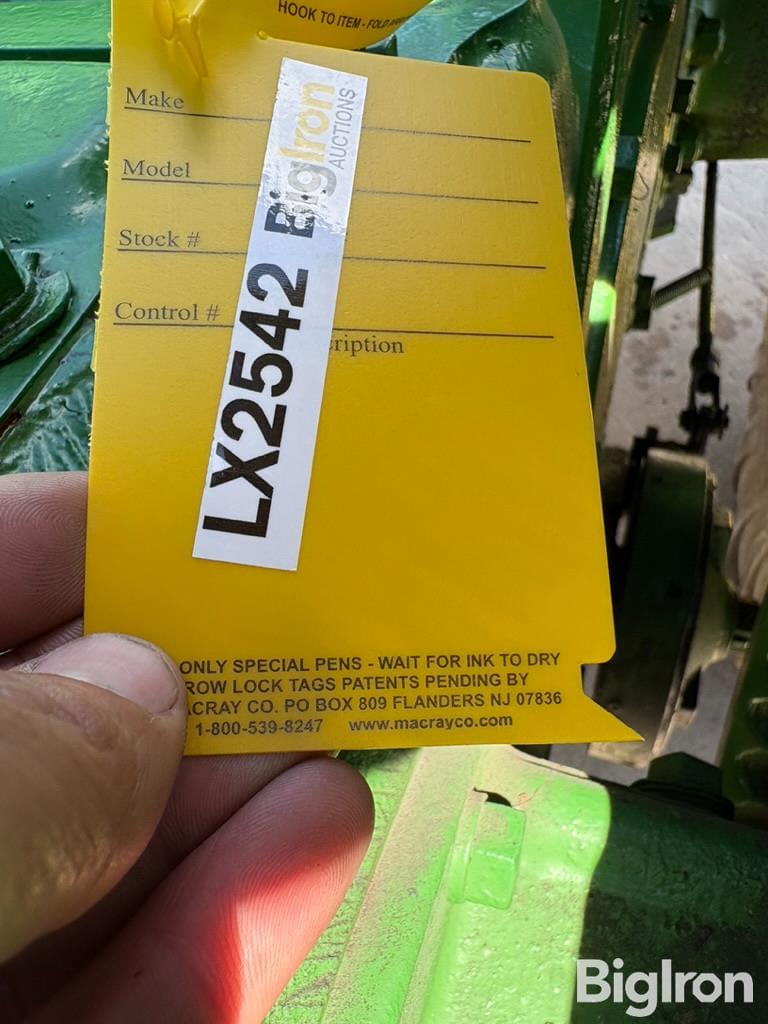 HOOK TO ITEM - FOLD
Make
Model
Stock #
Control #
cription
LX2542 BigIron
AUCTIONS
ONLY SPECIAL PENS - WAIT FOR INK TO DRY
ROW LOCK TAGS PATENTS PENDING BY
ACRAY CO. PO BOX 809 FLANDERS NJ 07836
1-800-539-8247 www.macrayco.com
BigIron